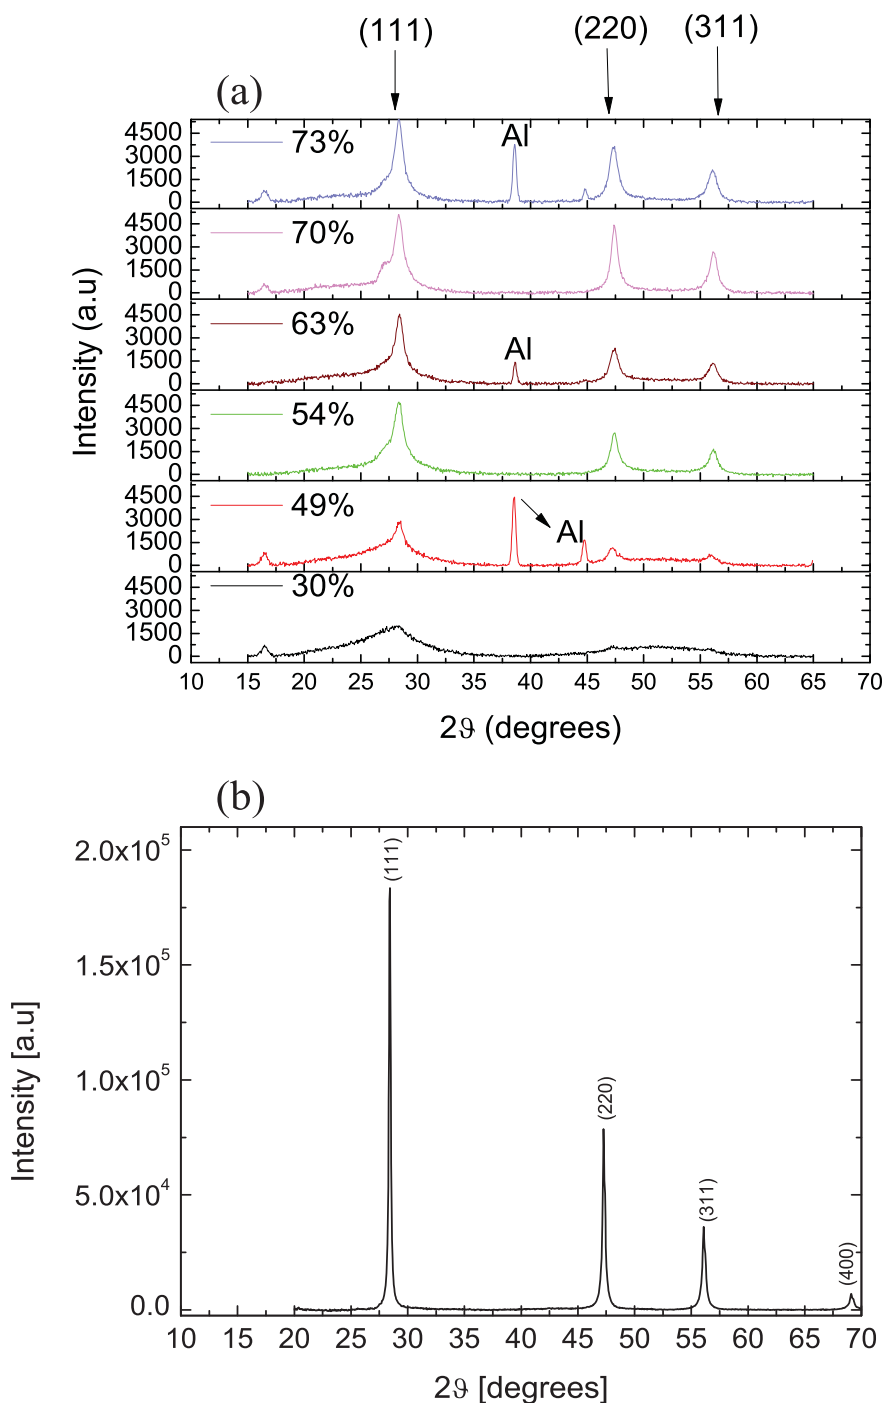 (111) (220) (311)
(a)
4500
3000
1500
0
73%
Al
4500
3000
1500
0
70%
4500
3000
1500
0
63%
Al
4500
3000
1500
0
54%
4500
3000
1500
0
49%
Al
4500
3000
1500
0
30%
Intensity (a.u)
10 15 20 25 30 35 40 45 50 55 60 65 70
2ϑ (degrees)
(b)
2.0x10⁵
1.5x10⁵
1.0x10⁵
5.0x10⁴
0.0
(111)
(220)
(311)
(400)
Intensity [a.u]
10 15 20 25 30 35 40 45 50 55 60 65 70
2ϑ [degrees]